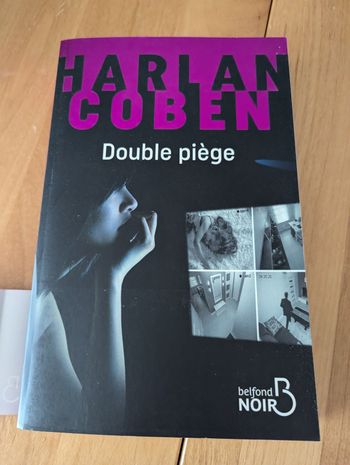 HARLAN
COBEN
Double piège
belfond
NOIR